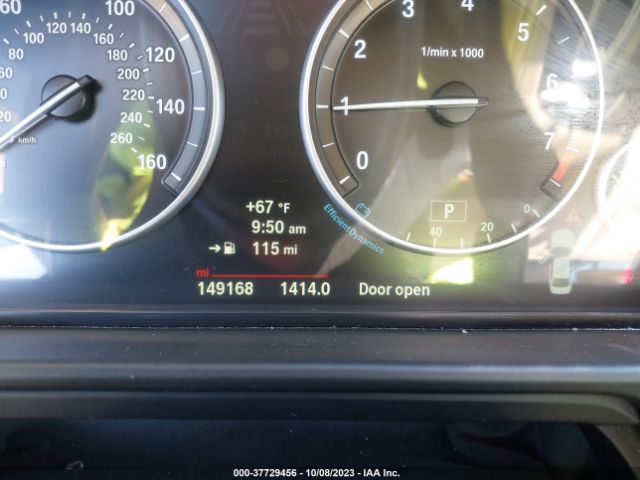 60
80
100
120
140
160
100
120
140
160
180
200
220
240
260
km/h
0
1
2
3
4
5
6
7
1/min x 1000
+67 °F
9:50 am
115 mi
EfficientDynamics
P
40
20
0
mi
149168 1414.0 Door open
000-37729456 - 10/08/2023 - IAA Inc.